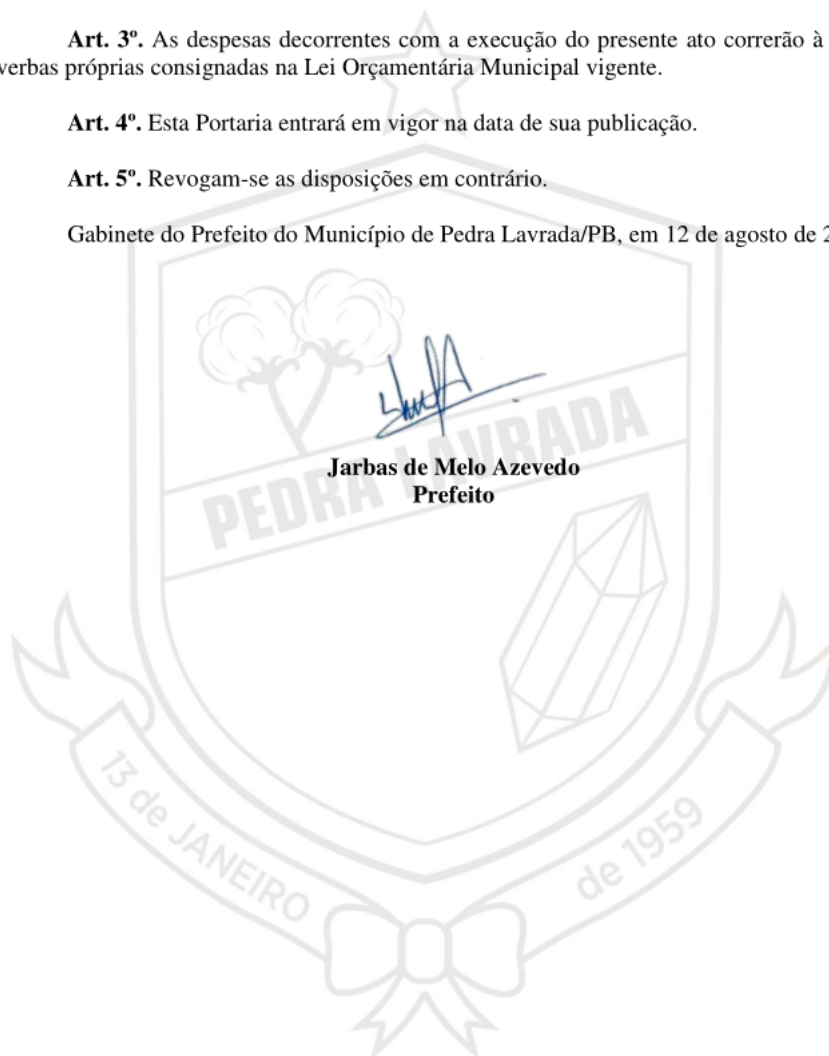 Art. 3º. As despesas decorrentes com a execução do presente ato correrão à
verbas próprias consignadas na Lei Orçamentária Municipal vigente.
Art. 4º. Esta Portaria entrará em vigor na data de sua publicação.
Art. 5º. Revogam-se as disposições em contrário.
Gabinete do Prefeito do Município de Pedra Lavrada/PB, em 12 de agosto de 2
Jarbas de Melo Azevedo
Prefeito
PEDRA LAVRADA
13 de JANEIRO de 1959